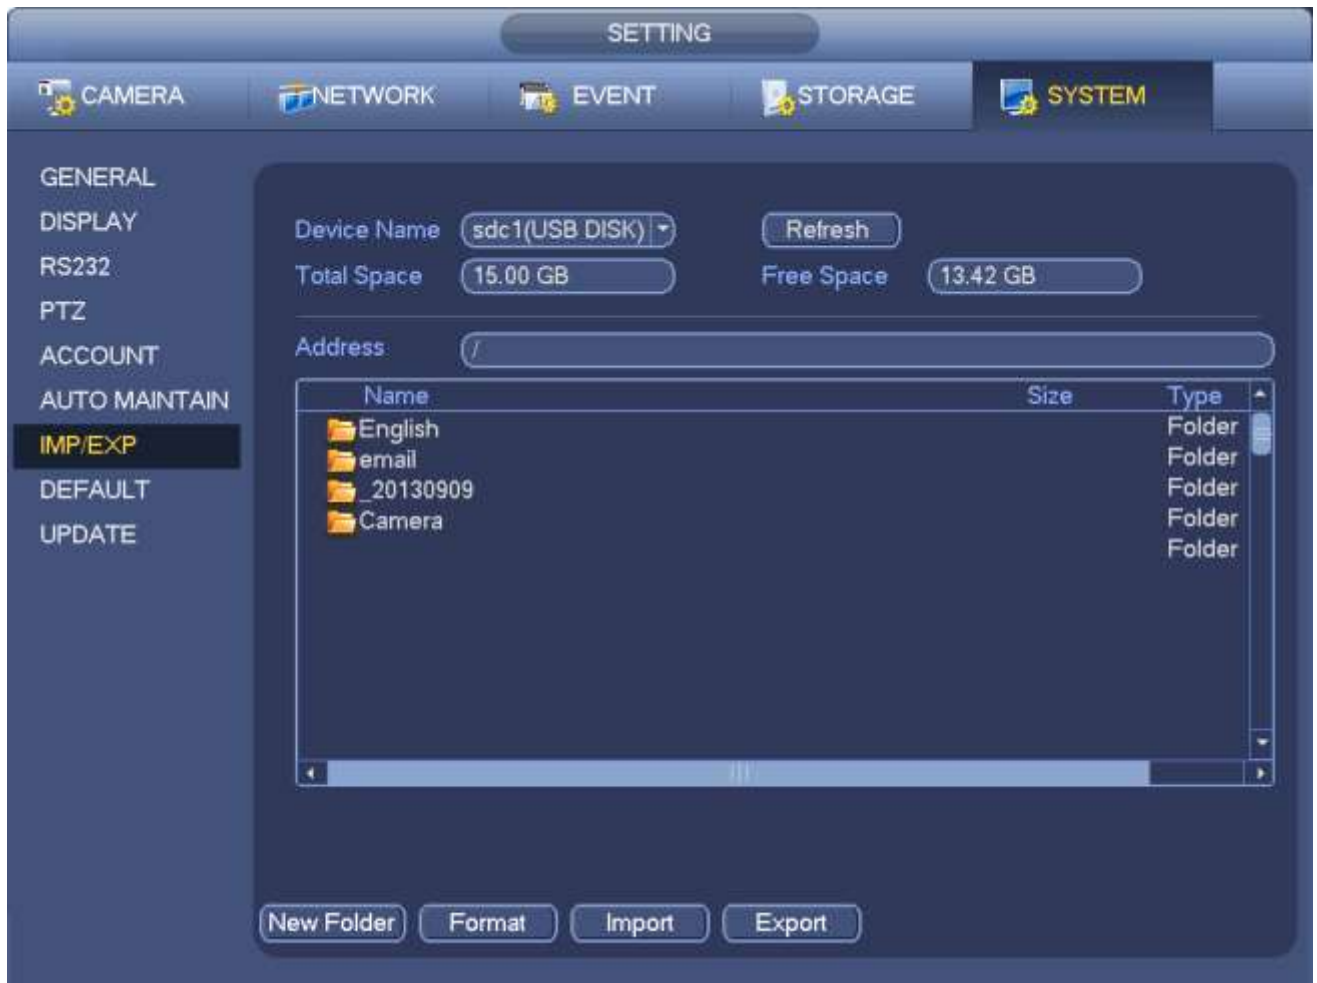 SETTING
CAMERA NETWORK EVENT STORAGE SYSTEM
GENERAL
DISPLAY
RS232
PTZ
ACCOUNT
AUTO MAINTAIN
IMP/EXP
DEFAULT
UPDATE
Device Name sdc1(USB DISK) Refresh
Total Space 15.00 GB Free Space 13.42 GB
Address /
Name Size Type
English Folder
email Folder
_20130909 Folder
Camera Folder
Folder
New Folder Format Import Export